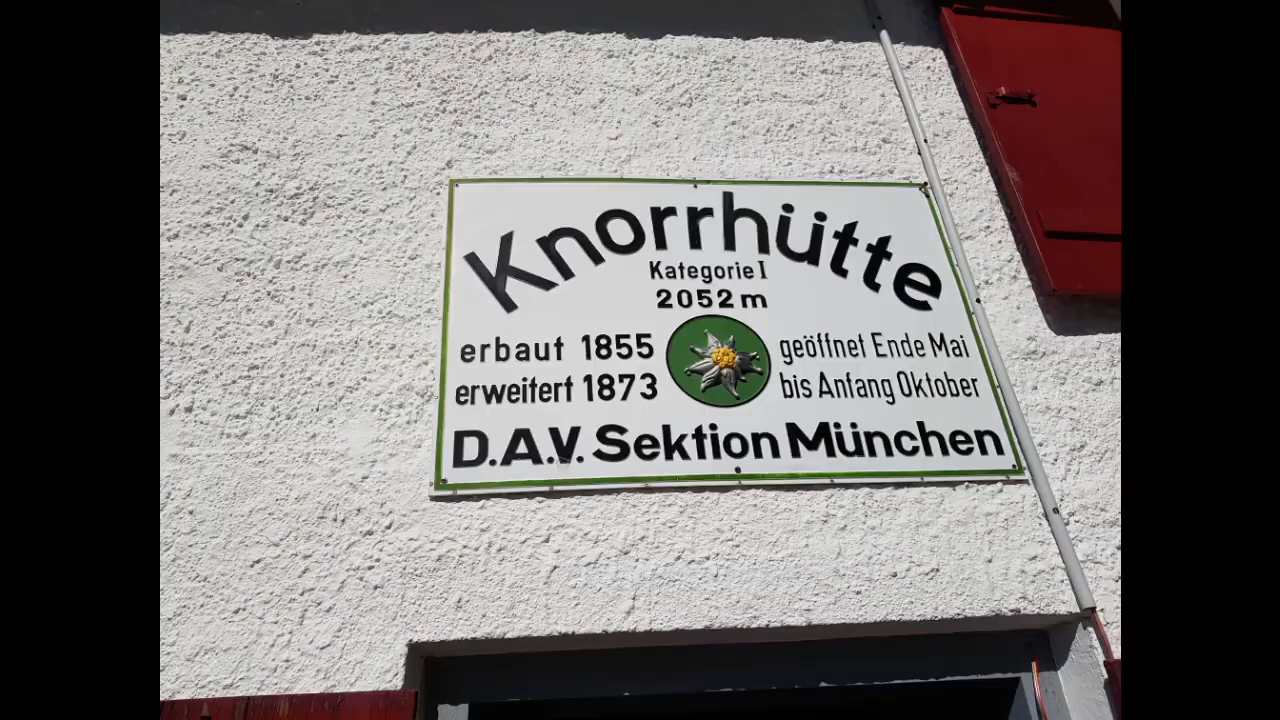 Knorrhütte
Kategorie I
2052 m
erbaut 1855
erweitert 1873
geöffnet Ende Mai
bis Anfang Oktober
D.A.V. Sektion München